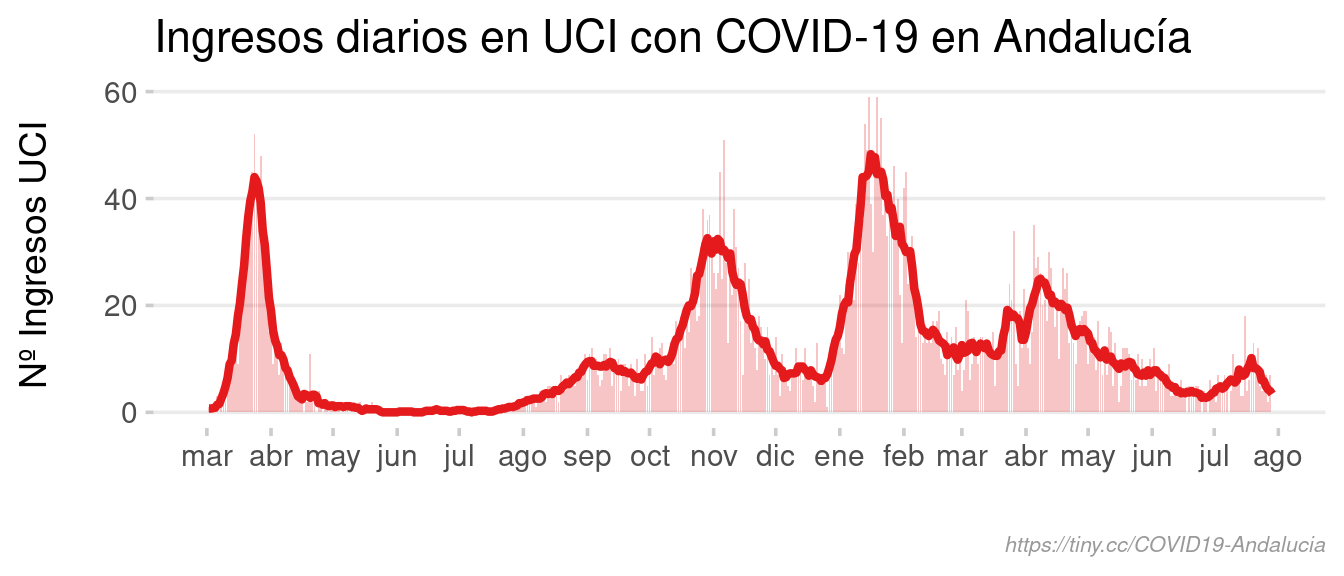 Ingresos diarios en UCI con COVID-19 en Andalucía
Nº Ingresos UCI
60
40
20
0
mar abr may jun jul ago sep oct nov dic ene feb mar abr may jun jul ago
https://tiny.cc/COVID19-Andalucia